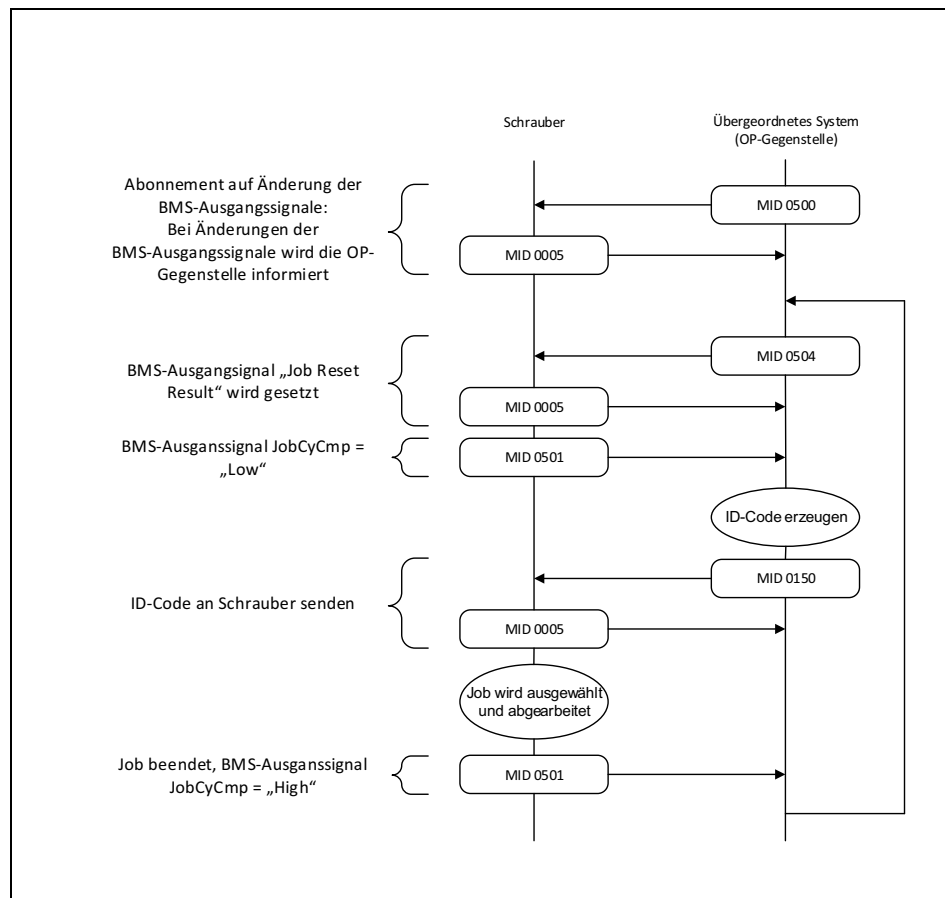 Schrauber
Übergeordnetes System
(OP-Gegenstelle)
Abonnement auf Änderung der
BMS-Ausgangssignale:
Bei Änderungen der
BMS-Ausgangssignale wird die OP-
Gegenstelle informiert
MID 0500
MID 0005
BMS-Ausgangsignal „Job Reset
Result“ wird gesetzt
MID 0504
MID 0005
BMS-Ausganssignal JobCyCmp =
„Low“
MID 0501
ID-Code erzeugen
MID 0150
ID-Code an Schrauber senden
MID 0005
Job wird ausgewählt
und abgearbeitet
Job beendet, BMS-Ausganssignal
JobCyCmp = „High“
MID 0501